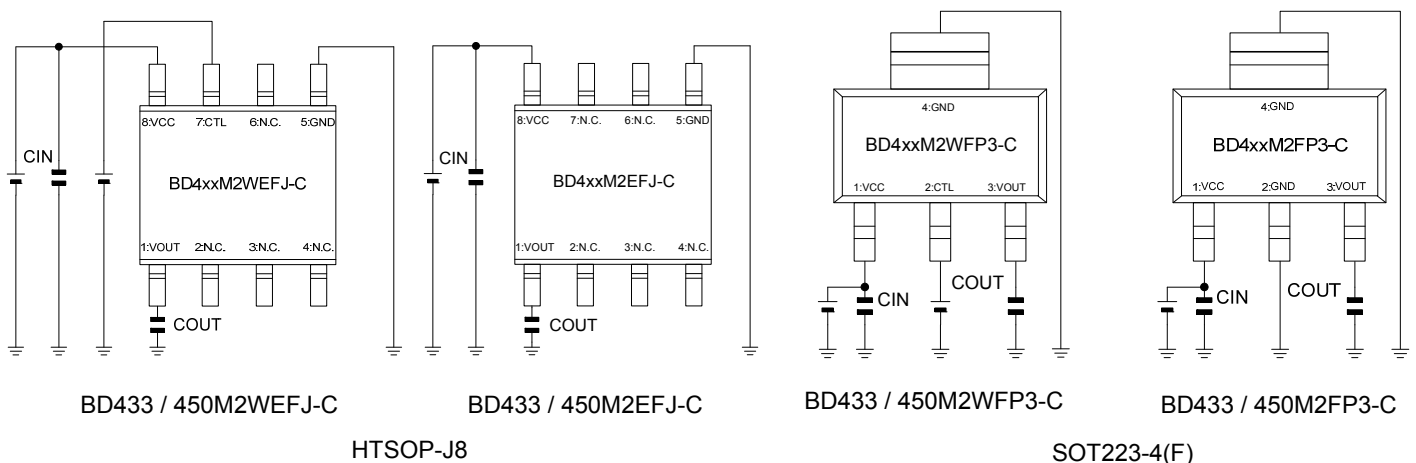 8:VCC 7:CTL 6:N.C. 5:GND
CIN
BD4xxM2WEFJ-C
1:VOUT 2:N.C. 3:N.C. 4:N.C.
COUT
BD433 / 450M2WEFJ-C
8:VCC 7:N.C. 6:N.C. 5:GND
CIN
BD4xxM2EFJ-C
1:VOUT 2:N.C. 3:N.C. 4:N.C.
COUT
BD433 / 450M2EFJ-C
HTSOP-J8
4:GND
BD4xxM2WFP3-C
1:VCC 2:CTL 3:VOUT
CIN
COUT
BD433 / 450M2WFP3-C
4:GND
BD4xxM2FP3-C
1:VCC 2:GND 3:VOUT
CIN
COUT
BD433 / 450M2FP3-C
SOT223-4(F)